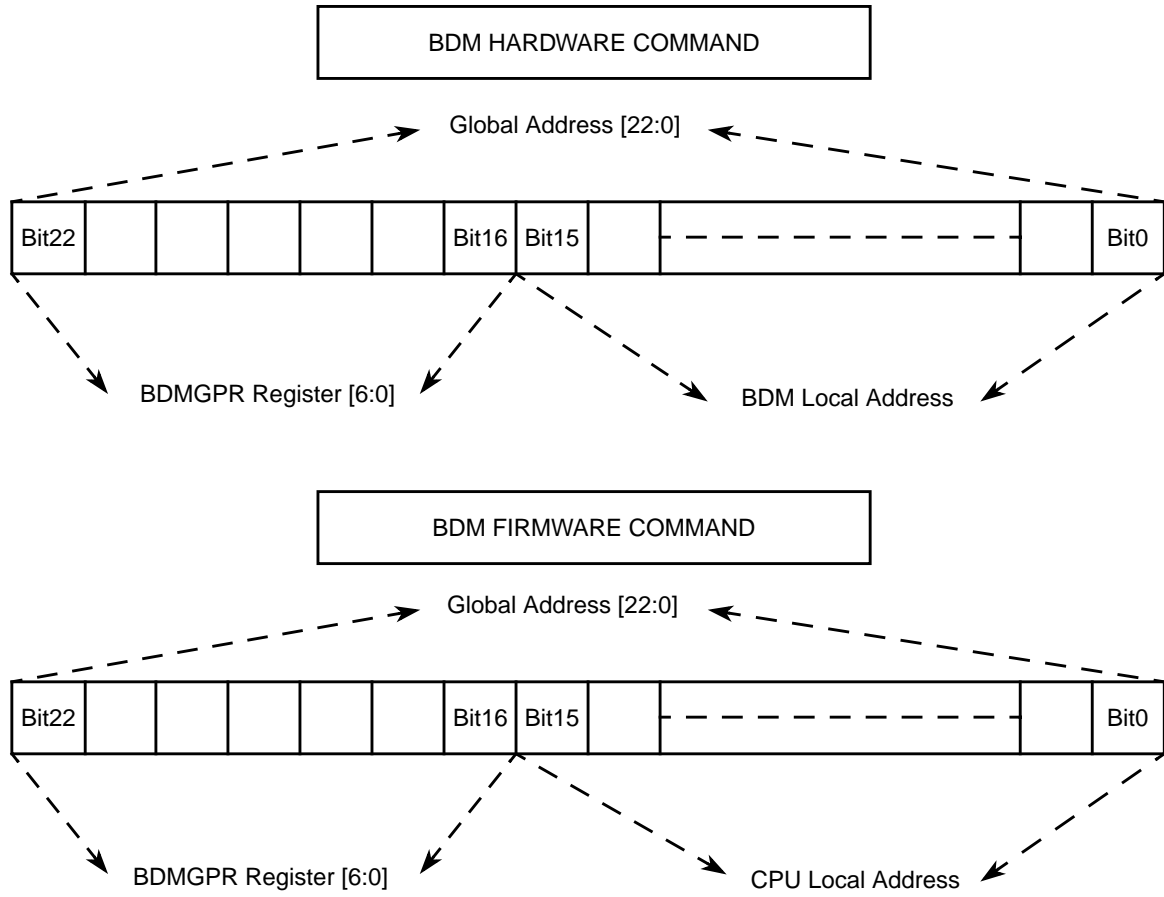 BDM HARDWARE COMMAND
Global Address [22:0]
Bit22 Bit16 Bit15 Bit0
BDMGPR Register [6:0] BDM Local Address
BDM FIRMWARE COMMAND
Global Address [22:0]
Bit22 Bit16 Bit15 Bit0
BDMGPR Register [6:0] CPU Local Address